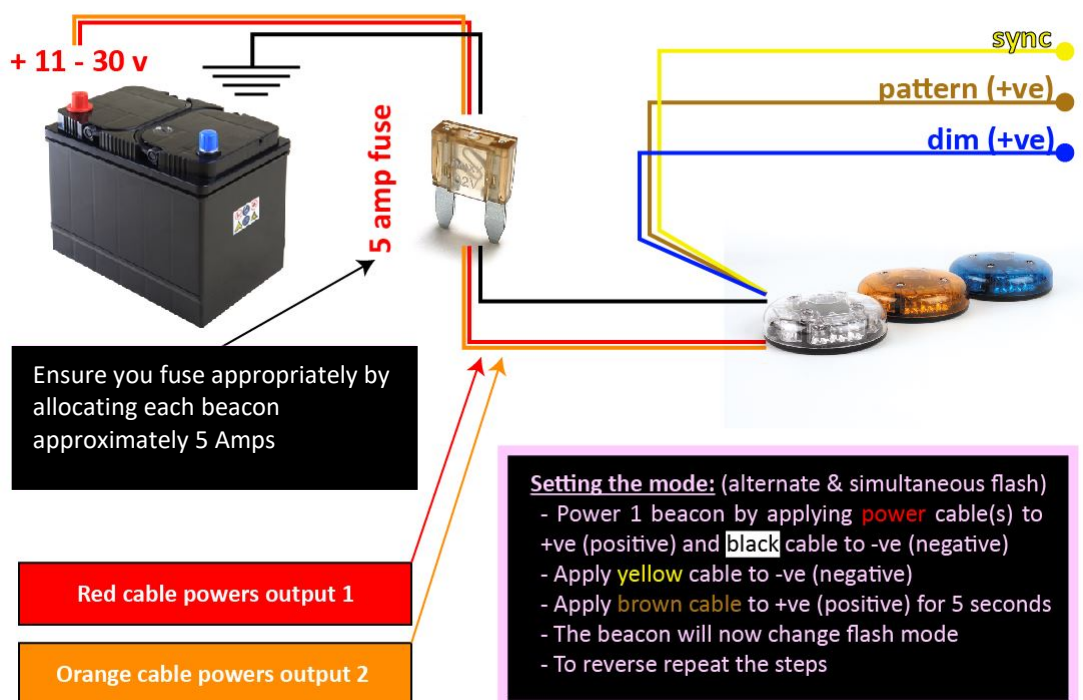 + 11 - 30 v
sync
pattern (+ve)
dim (+ve)
5 amp fuse
Ensure you fuse appropriately by
allocating each beacon
approximately 5 Amps
Red cable powers output 1
Orange cable powers output 2
Setting the mode: (alternate & simultaneous flash)
- Power 1 beacon by applying power cable(s) to
+ve (positive) and black cable to -ve (negative)
- Apply yellow cable to -ve (negative)
- Apply brown cable to +ve (positive) for 5 seconds
- The beacon will now change flash mode
- To reverse repeat the steps